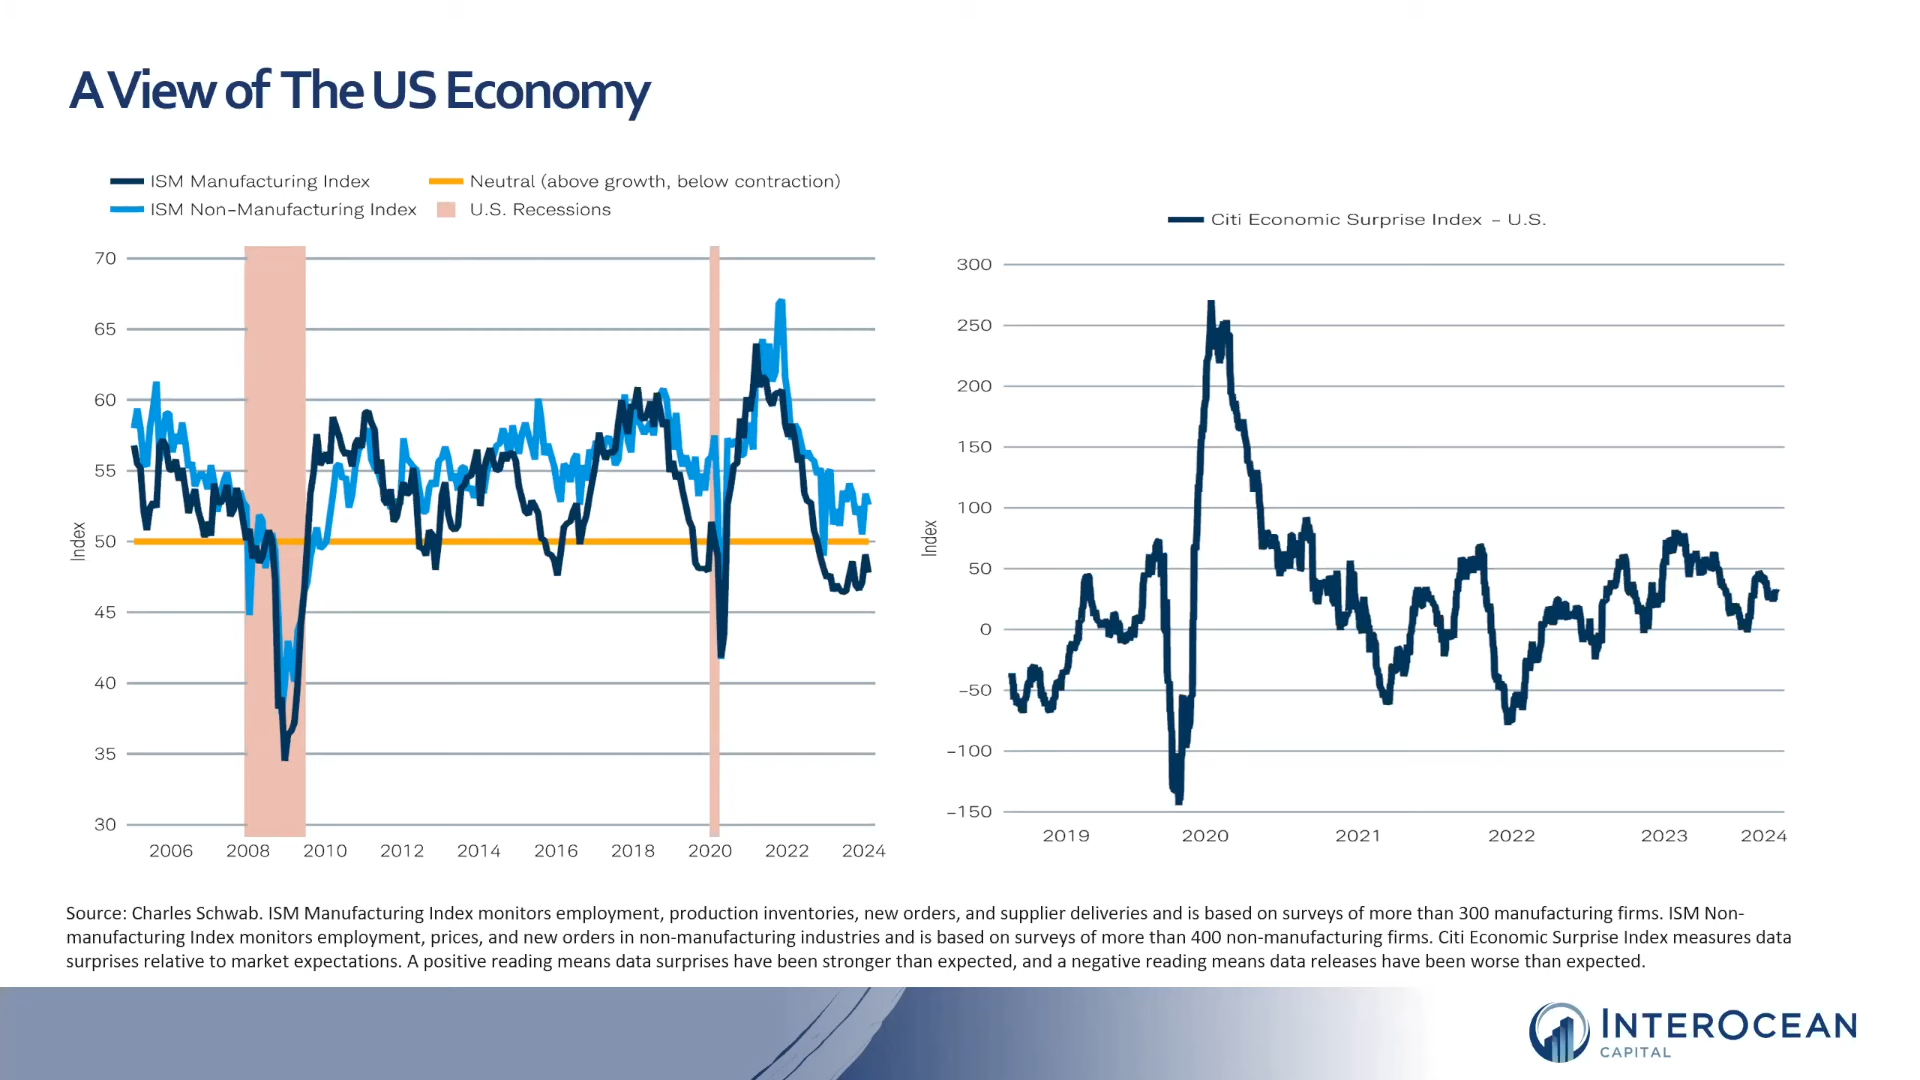 A View of The US Economy
ISM Manufacturing Index
Neutral (above growth, below contraction)
ISM Non-Manufacturing Index
U.S. Recessions
70
65
60
55
50
45
40
35
30
Index
2006 2008 2010 2012 2014 2016 2018 2020 2022 2024
Citi Economic Surprise Index - U.S.
300
250
200
150
100
50
0
-50
-100
-150
Index
2019 2020 2021 2022 2023 2024
Source: Charles Schwab. ISM Manufacturing Index monitors employment, production inventories, new orders, and supplier deliveries and is based on surveys of more than 300 manufacturing firms. ISM Non-
manufacturing Index monitors employment, prices, and new orders in non-manufacturing industries and is based on surveys of more than 400 non-manufacturing firms. Citi Economic Surprise Index measures data
surprises relative to market expectations. A positive reading means data surprises have been stronger than expected, and a negative reading means data releases have been worse than expected.
INTEROCEAN
CAPITAL